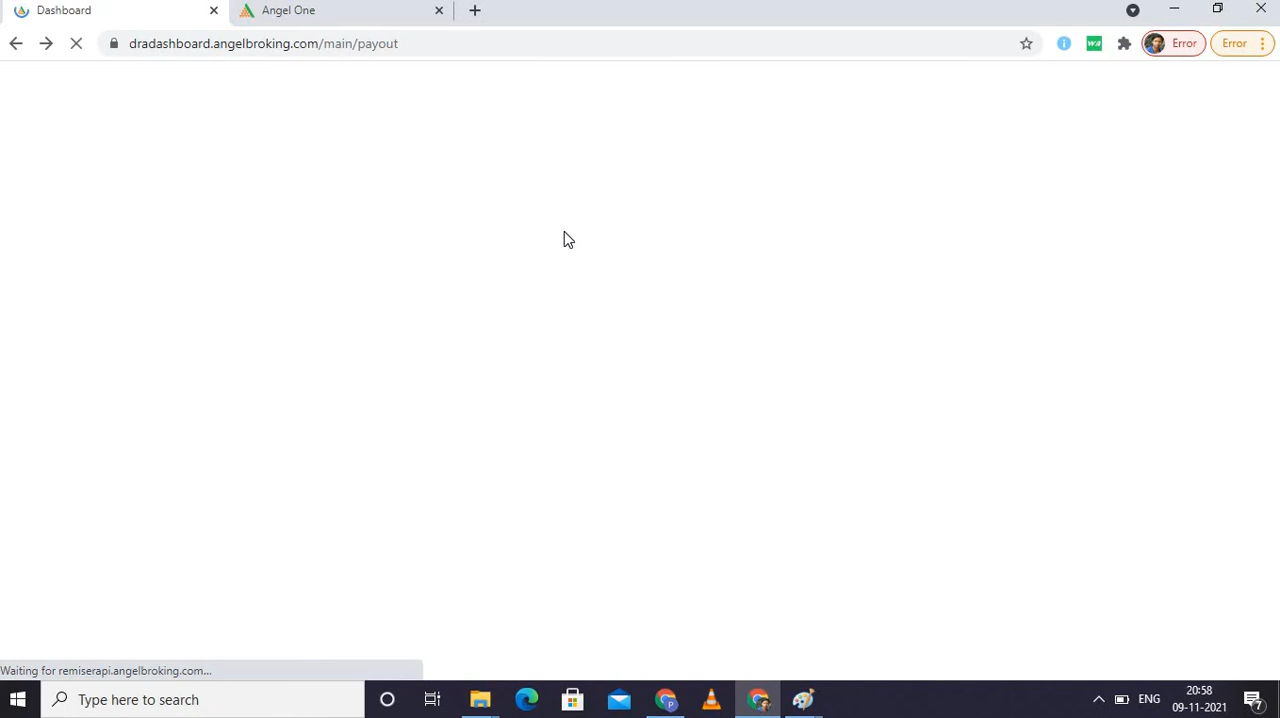 Dashboard
Angel One
dradashboard.angelbroking.com/main/payout
Error
Error
Waiting for remiserapi.angelbroking.com...
Type here to search
ENG
20:58
09-11-2021
7